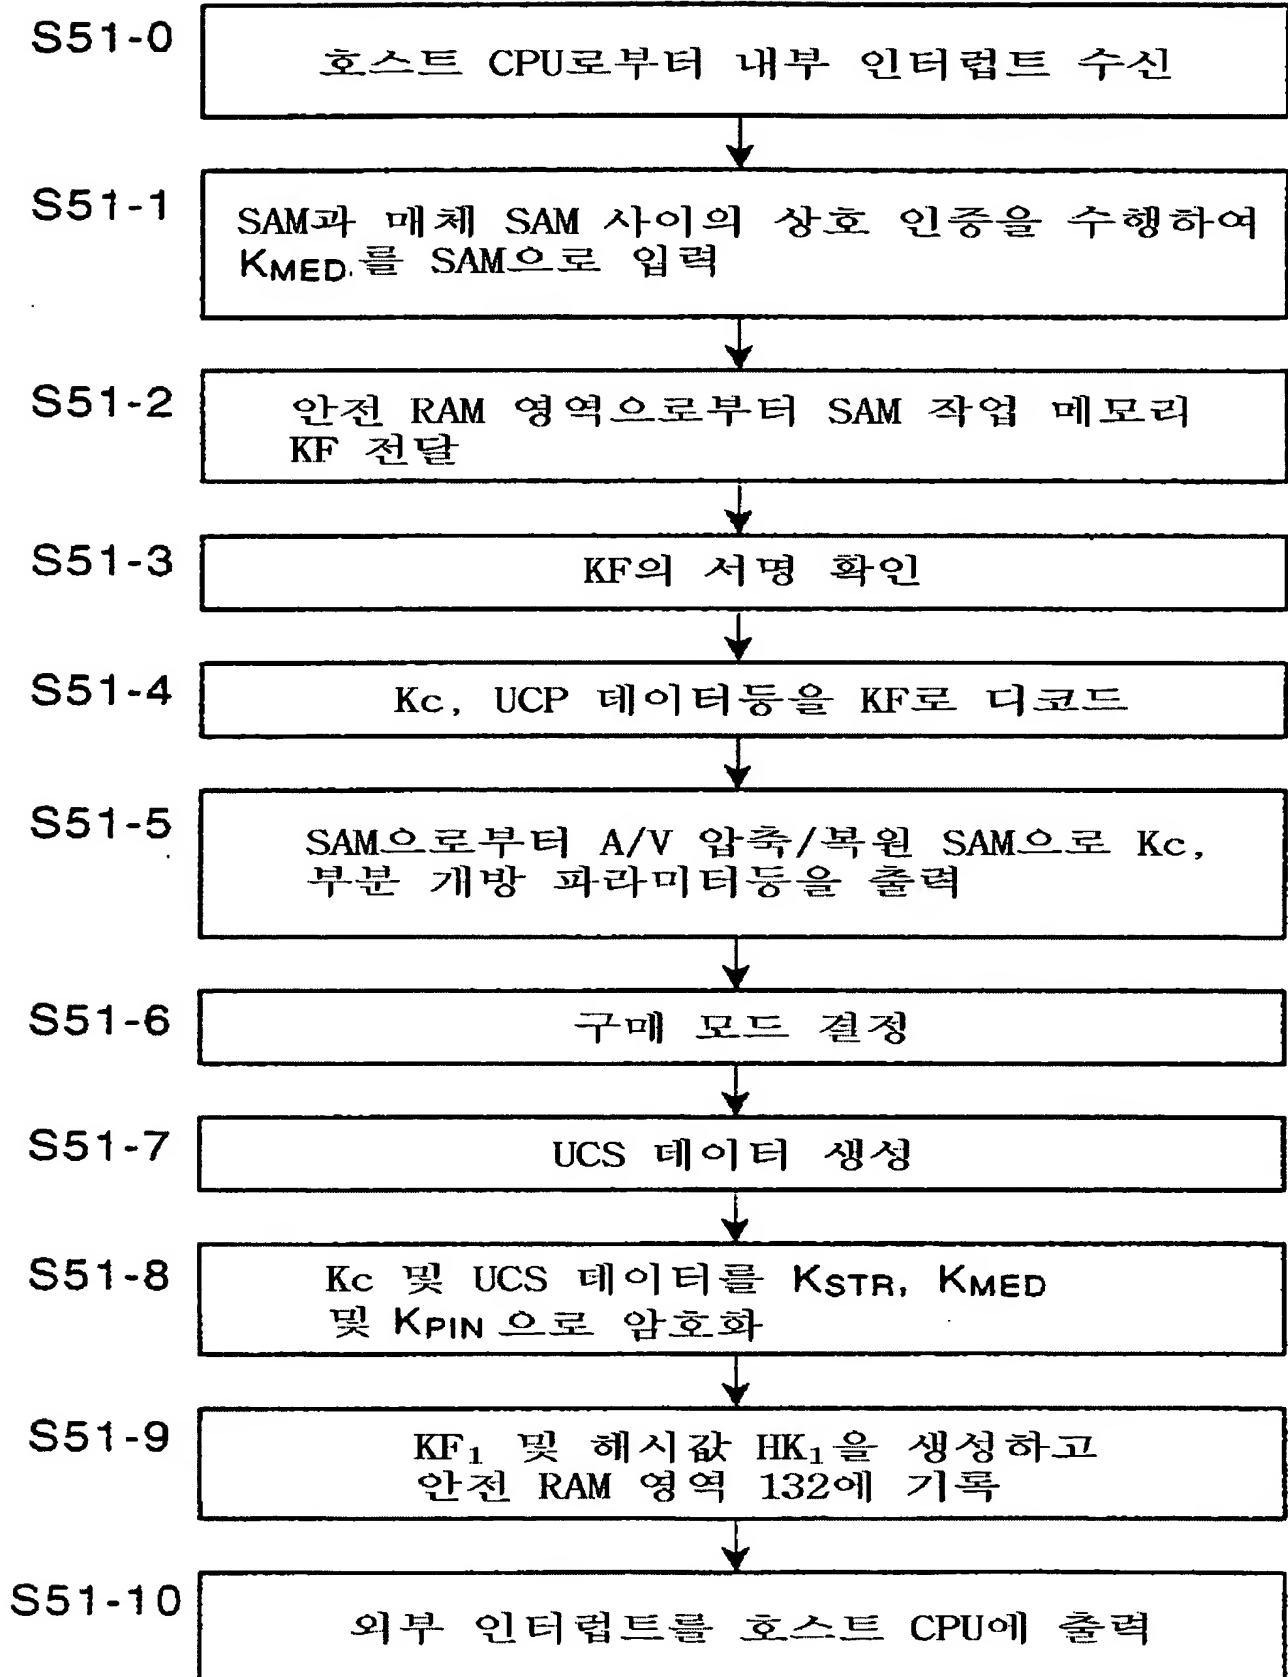 S51-0
호스트 CPU로부터 내부 인터럽트 수신
S51-1
SAM과 매체 SAM 사이의 상호 인증을 수행하여
KMED.를 SAM으로 입력
S51-2
안전 RAM 영역으로부터 SAM 작업 메모리
KF 전달
S51-3
KF의 서명 확인
S51-4
Kc, UCP 데이터등을 KF로 디코드
S51-5
SAM으로부터 A/V 압축/복원 SAM으로 Kc,
부분 개방 파라미터등을 출력
S51-6
구매 모드 결정
S51-7
UCS 데이터 생성
S51-8
Kc 및 UCS 데이터를 KSTR, KMED
및 KPIN 으로 암호화
S51-9
KF₁ 및 해시값 HK₁을 생성하고
안전 RAM 영역 132에 기록
S51-10
외부 인터럽트를 호스트 CPU에 출력